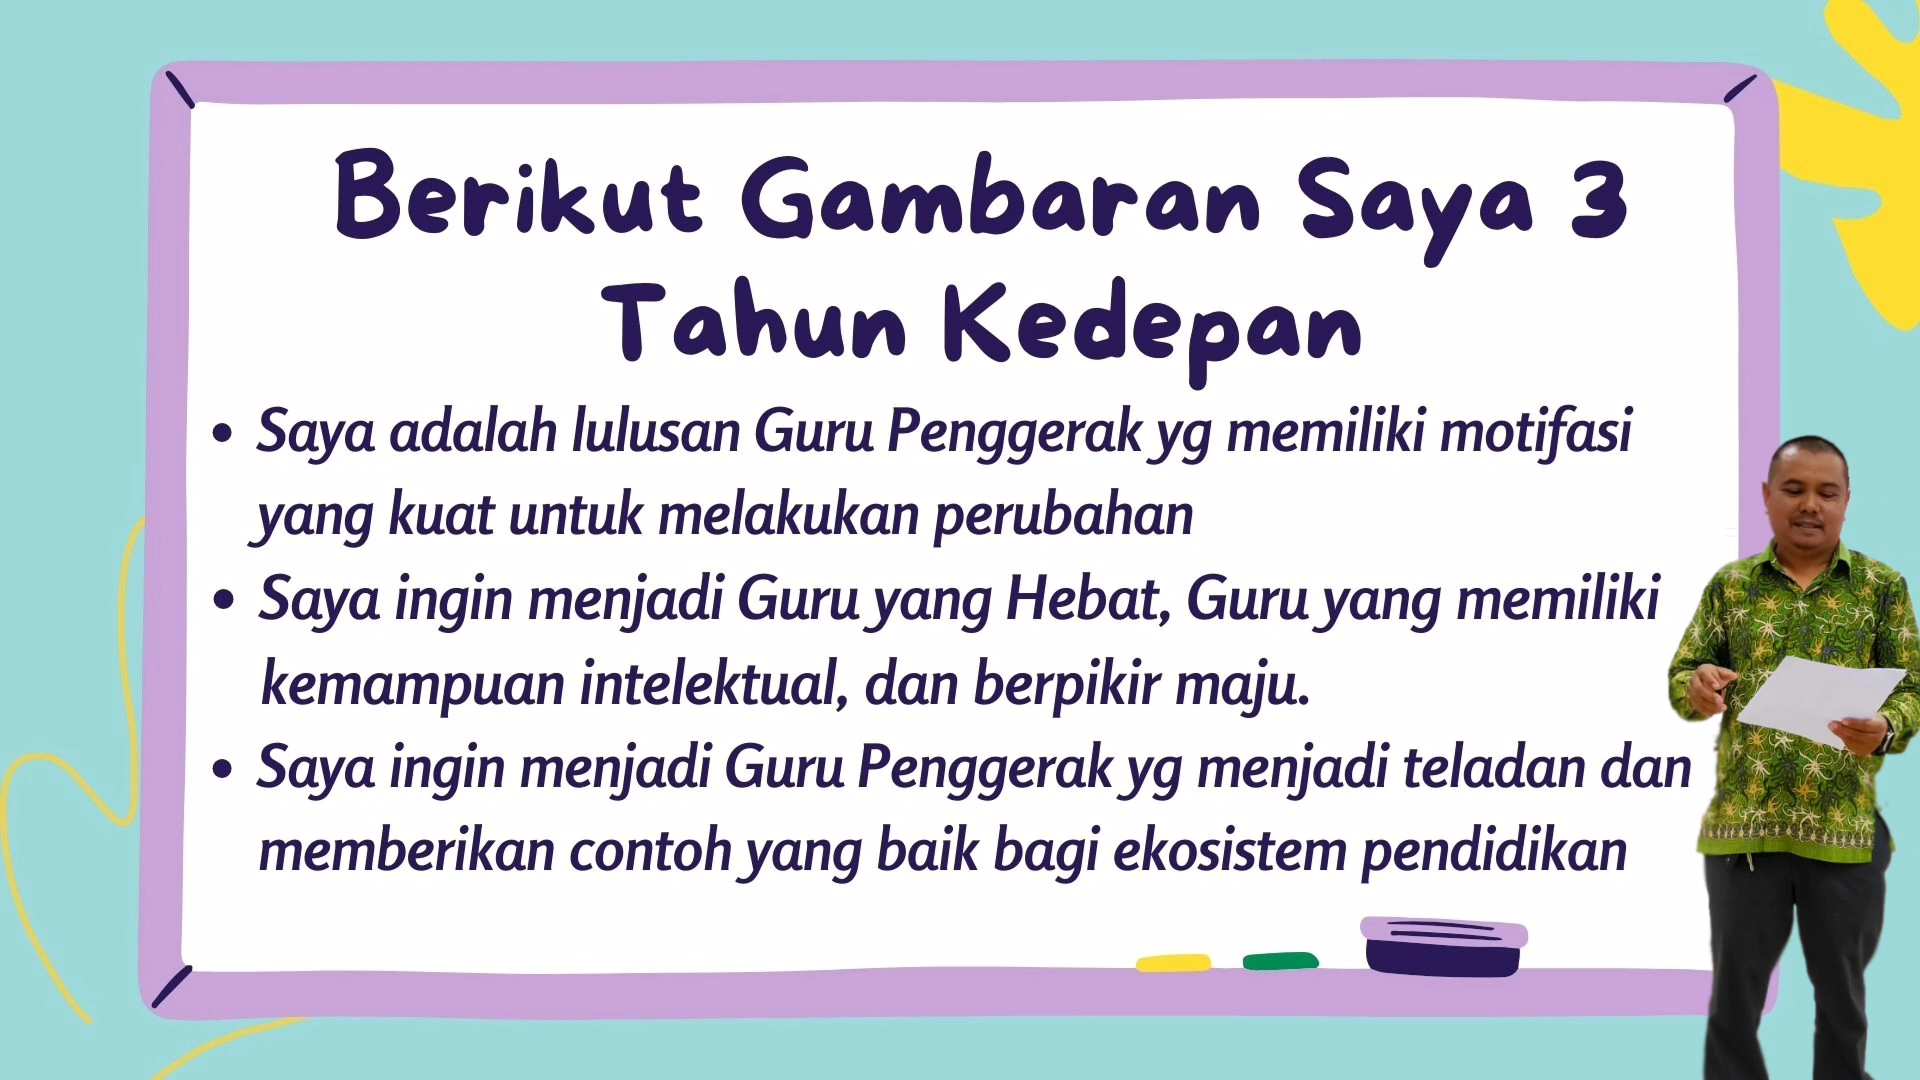 Berikut Gambaran Saya 3
Tahun Kedepan
• Saya adalah lulusan Guru Penggerak yg memiliki motifasi
yang kuat untuk melakukan perubahan
• Saya ingin menjadi Guru yang Hebat, Guru yang memiliki
kemampuan intelektual, dan berpikir maju.
• Saya ingin menjadi Guru Penggerak yg menjadi teladan dan
memberikan contoh yang baik bagi ekosistem pendidikan